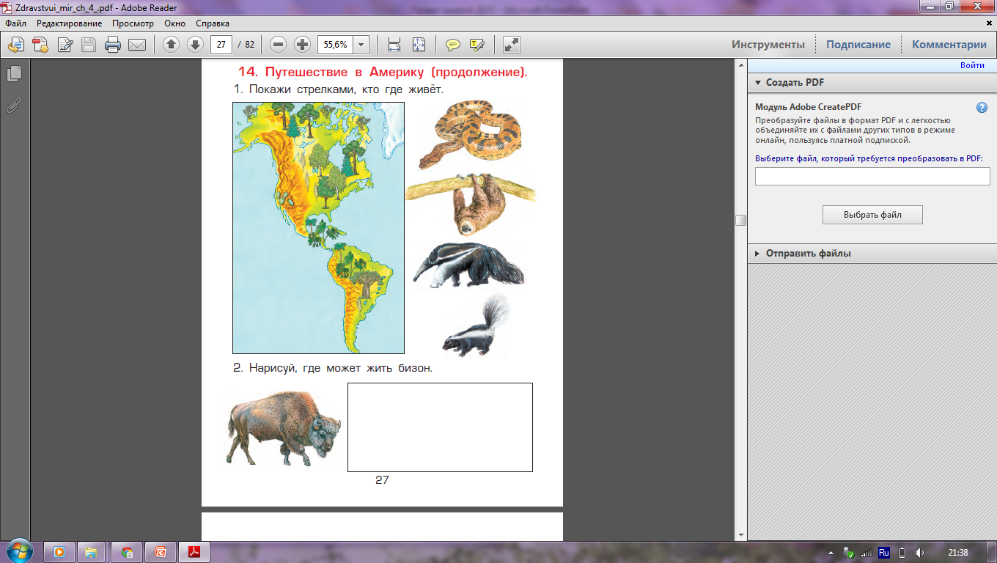 Zdravstvui_mir_ch_4_.pdf - Adobe Reader
Файл Редактирование Просмотр Окно Справка
27 / 82 55,6% Инструменты Подписание Комментарии
Войти
14. Путешествие в Америку (продолжение).
1. Покажи стрелками, кто где живёт.
2. Нарисуй, где может жить бизон.
27
Создать PDF
Модуль Adobe CreatePDF
Преобразуйте файлы в формат PDF и с легкостью
объединяйте их с файлами других типов в режиме
онлайн, пользуясь платной подпиской.
Выберите файл, который требуется преобразовать в PDF:
Выбрать файл
Отправить файлы
Ru 21:38